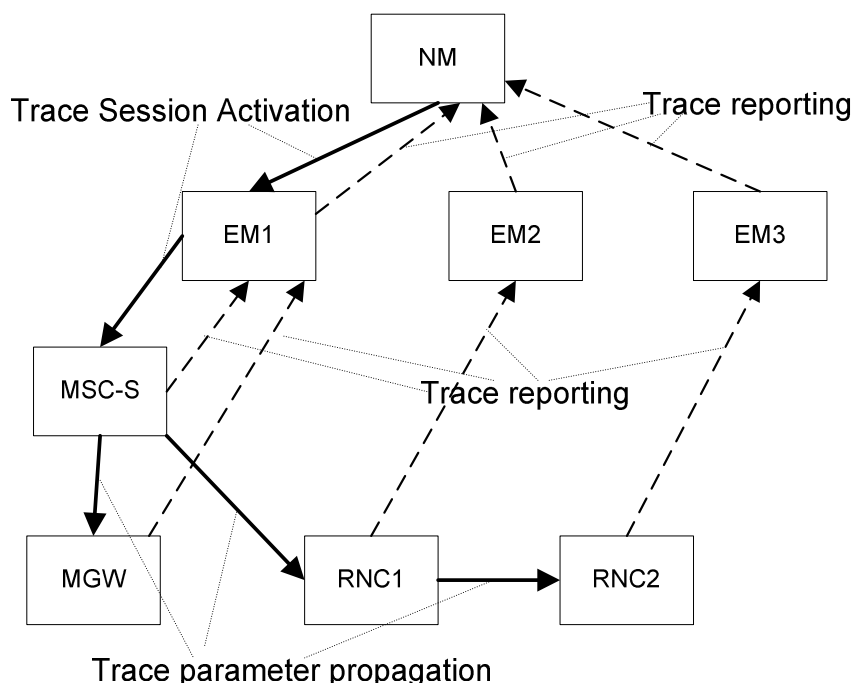 NM
Trace Session Activation
Trace reporting
EM1
EM2
EM3
MSC-S
Trace reporting
MGW
RNC1
RNC2
Trace parameter propagation